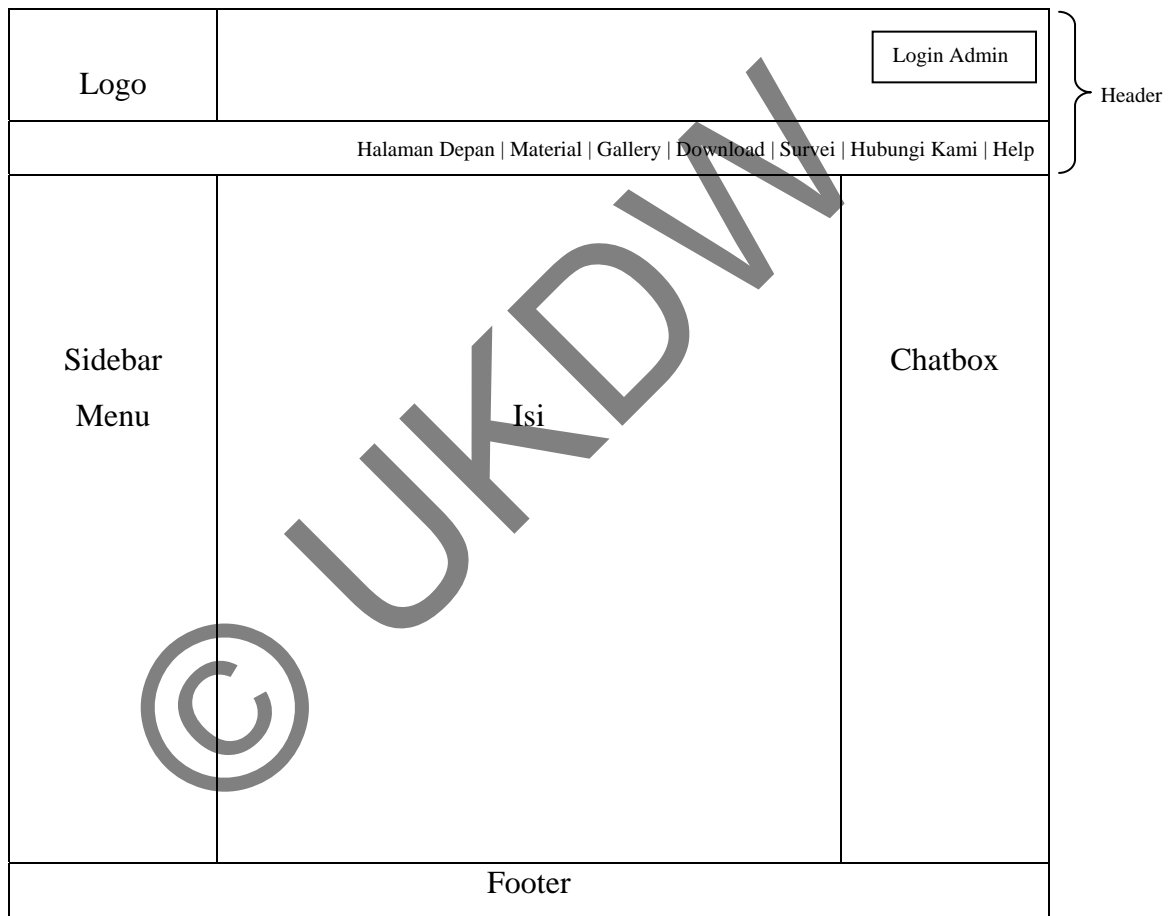 Login Admin
Logo
Header
Halaman Depan | Material | Gallery | Download | Survei | Hubungi Kami | Help
Sidebar
Menu
Isi
Chatbox
Footer
© UKDW